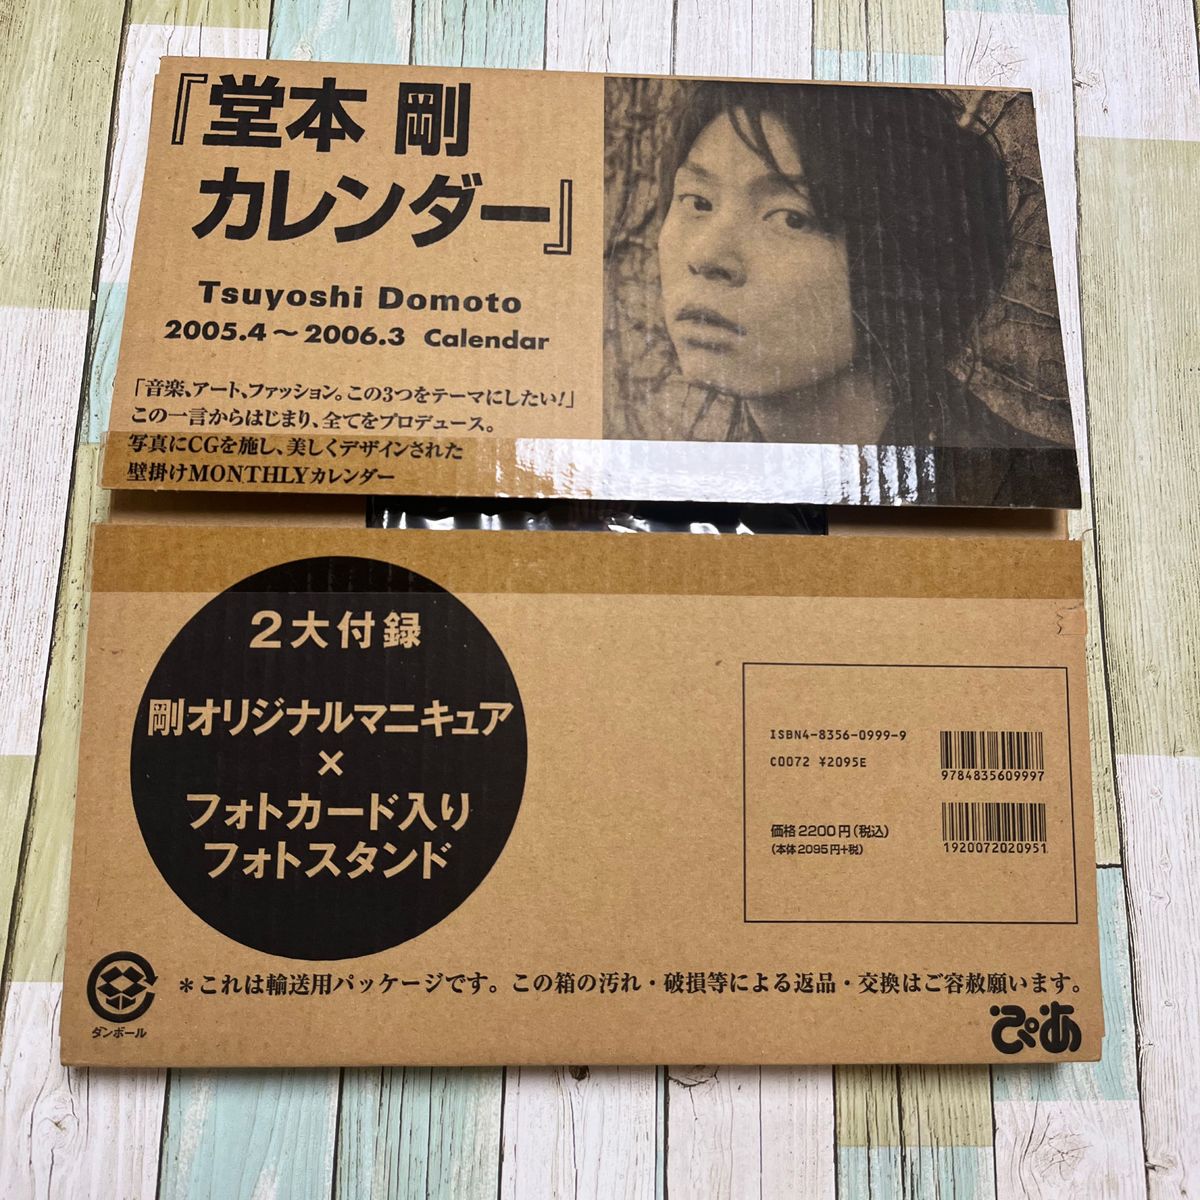 『堂本 剛
カレンダー』
Tsuyoshi Domoto
2005.4～2006.3 Calendar
「音楽、アート、ファッション。この3つをテーマにしたい!」
この一言からはじまり、全てをプロデュース。
写真にCGを施し、美しくデザインされた
壁掛けMONTHLYカレンダー
2大付録
剛オリジナルマニキュア
×
フォトカード入り
フォトスタンド
ISBN4-8356-0999-9
C0072 ¥2095E
9784835609997
価格2200円(税込)
(本体2095円+税)
1920072020951
ダンボール
＊これは輸送用パッケージです。この箱の汚れ・破損等による返品・交換はご容赦願います。
ぴあ